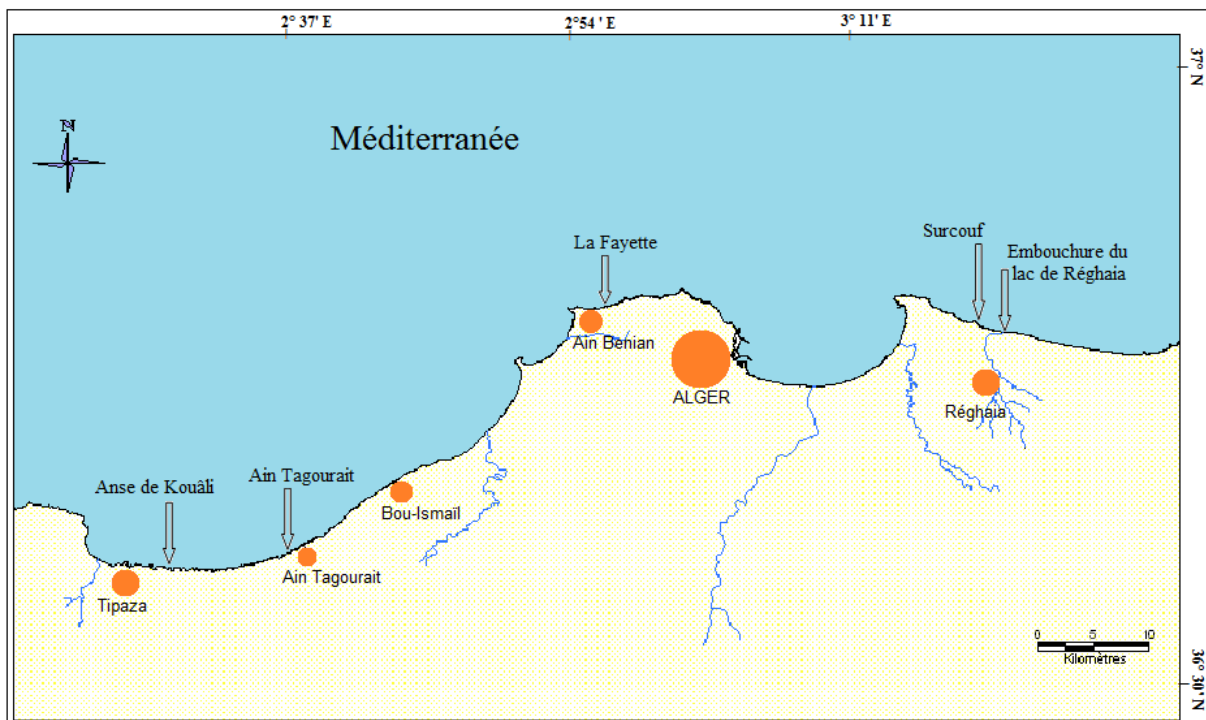 2° 37' E
2°54 ' E
3° 11' E
37° N
N
Méditerranée
La Fayette
Surcouf
Embouchure du
lac de Réghaia
Ain Benian
ALGER
Réghaia
Anse de Kouâli
Ain Tagourait
Bou-Ismaïl
Ain Tagourait
Tipaza
0 5 10
Kilomètres
36° 30' N